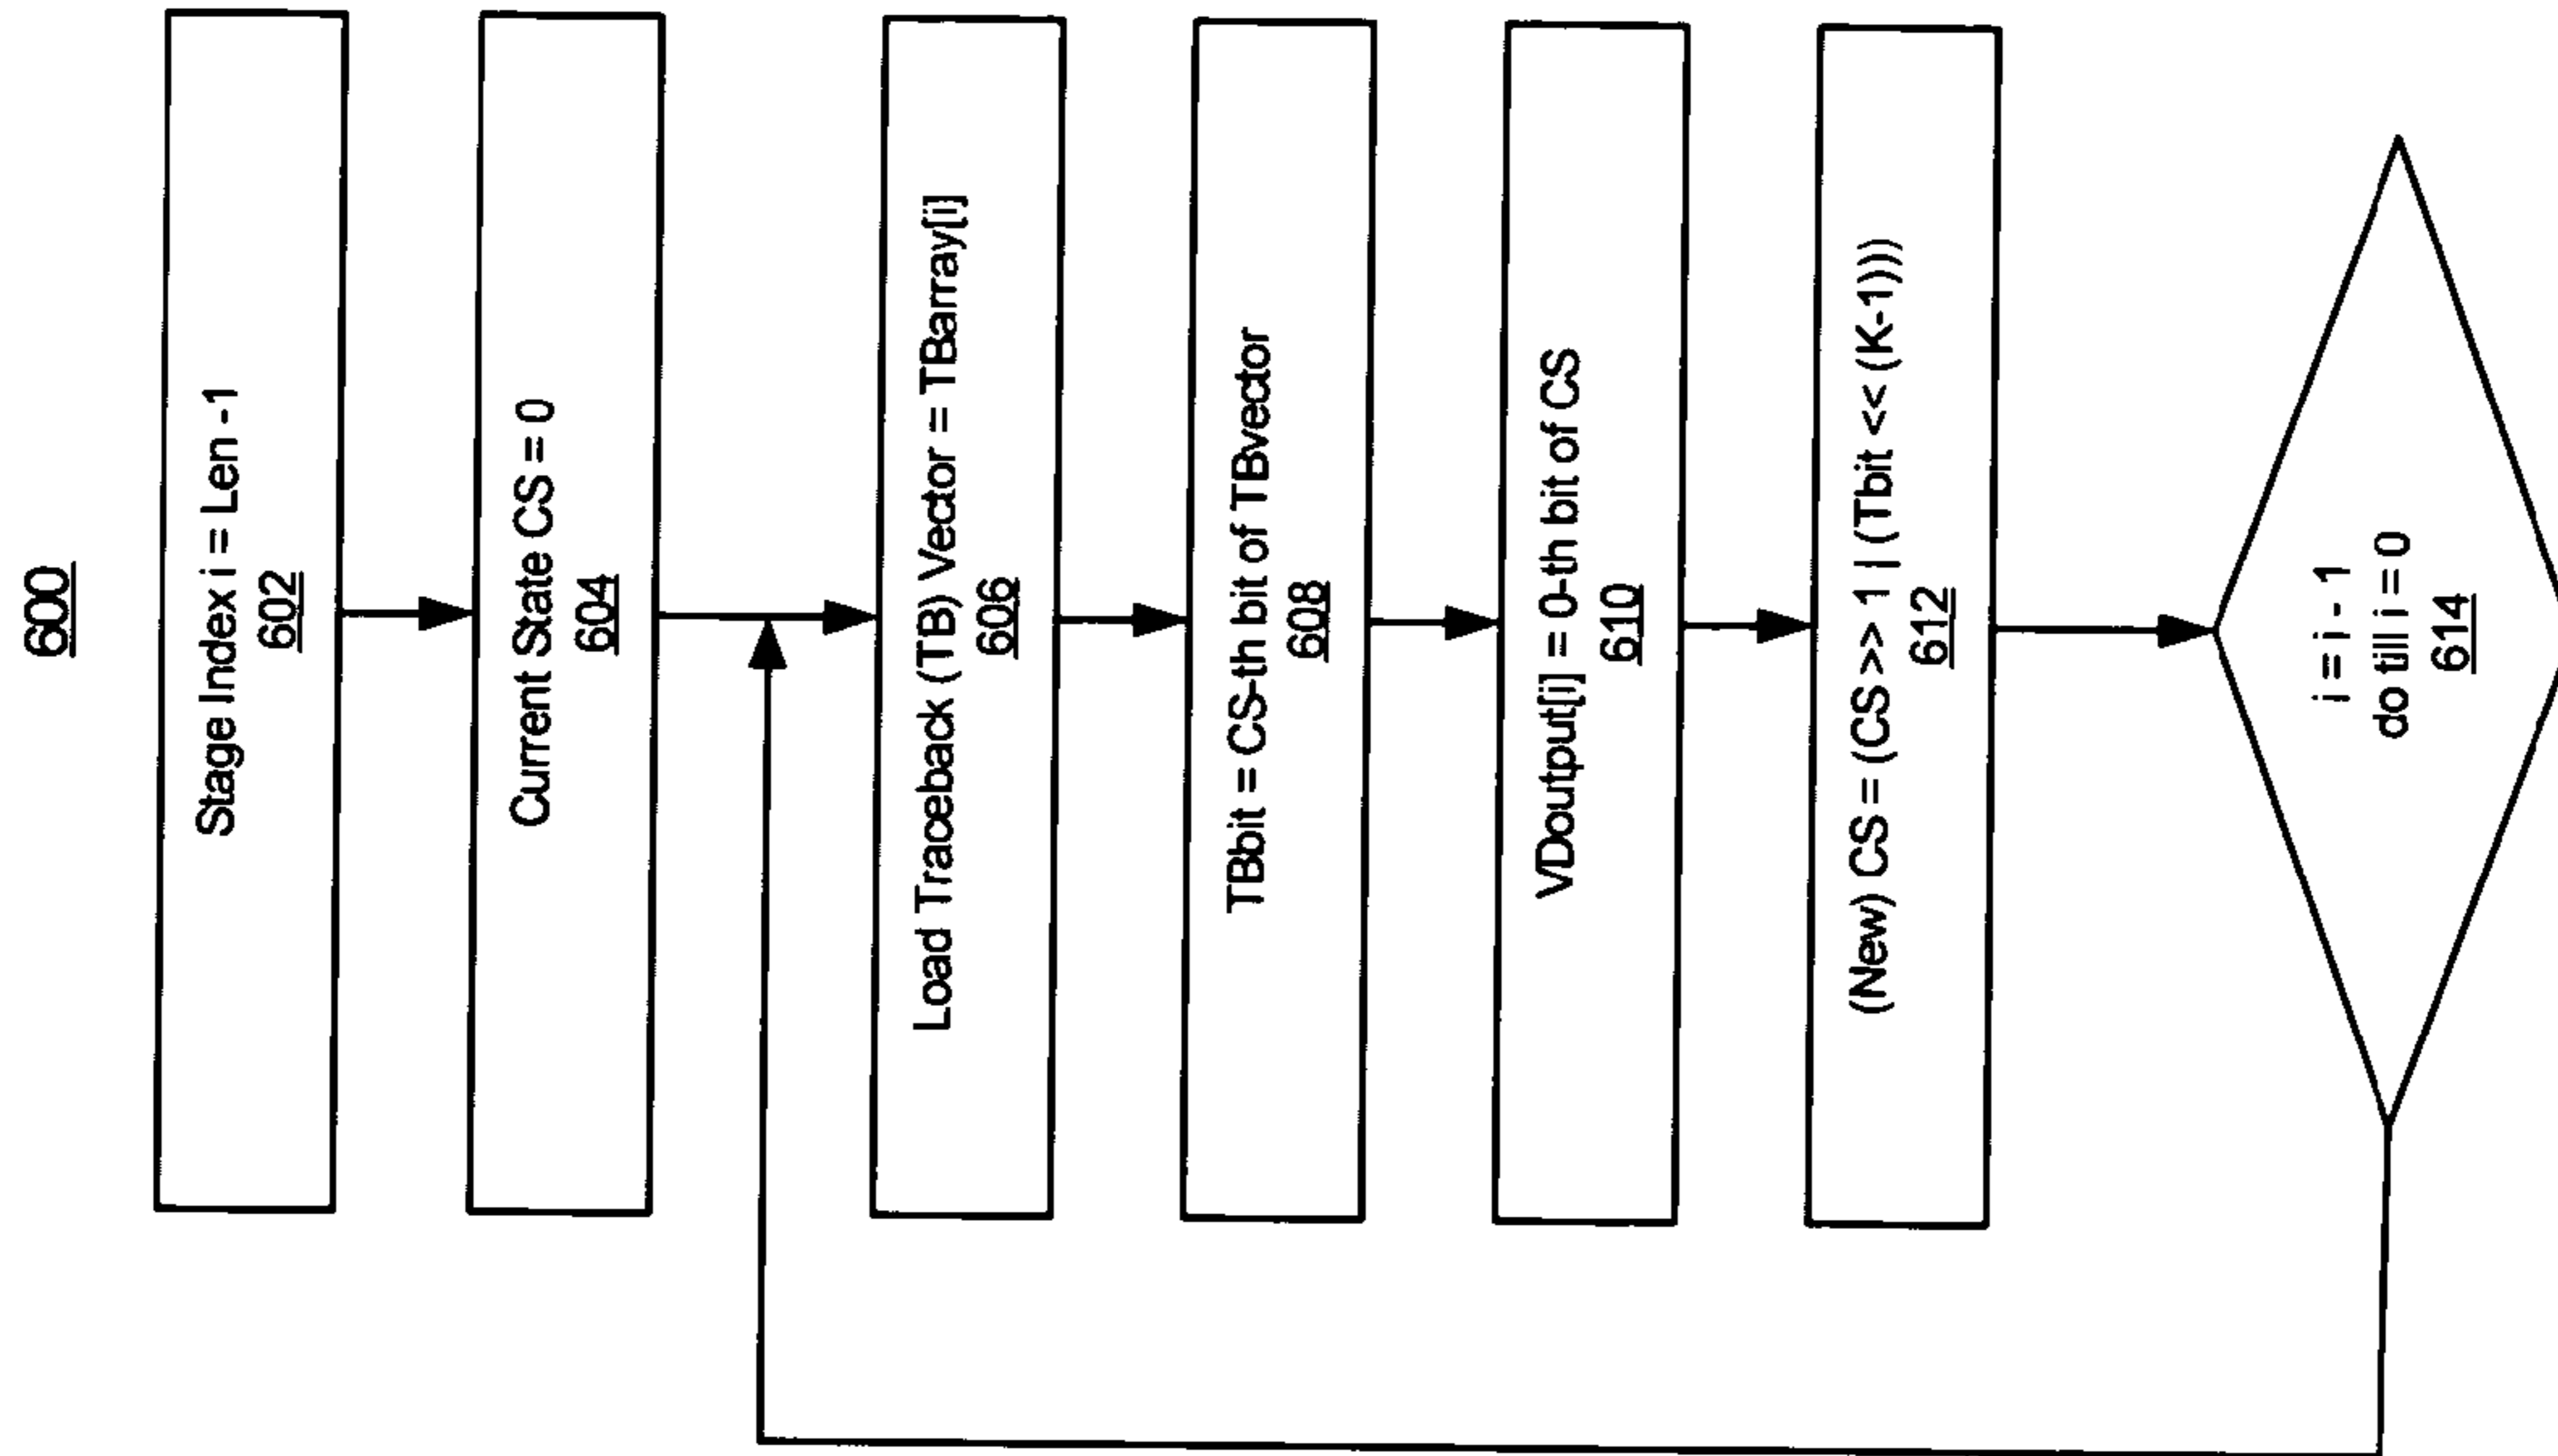 600
Stage Index i = Len -1
602
Current State CS = 0
604
Load Traceback (TB) Vector = TBarray[i]
606
TBbit = CS-th bit of TBvector
608
VDoutput[i] = 0-th bit of CS
610
(New) CS = (CS >> 1 | (Tbit << (K-1)))
612
i = i - 1
do till i = 0
614